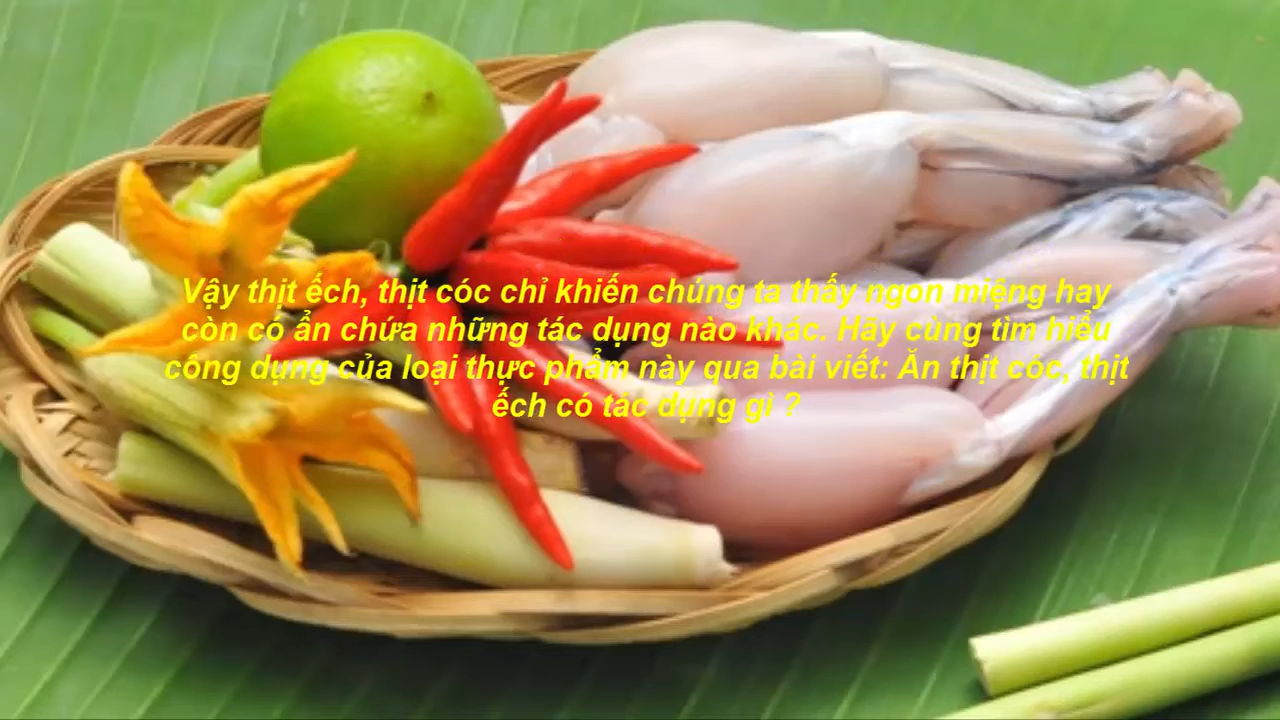 Vậy thịt ếch, thịt cóc chỉ khiến chúng ta thấy ngon miệng hay
còn có ẩn chứa những tác dụng nào khác. Hãy cùng tìm hiểu
công dụng của loại thực phẩm này qua bài viết: Ăn thịt cóc, thịt
ếch có tác dụng gì ?